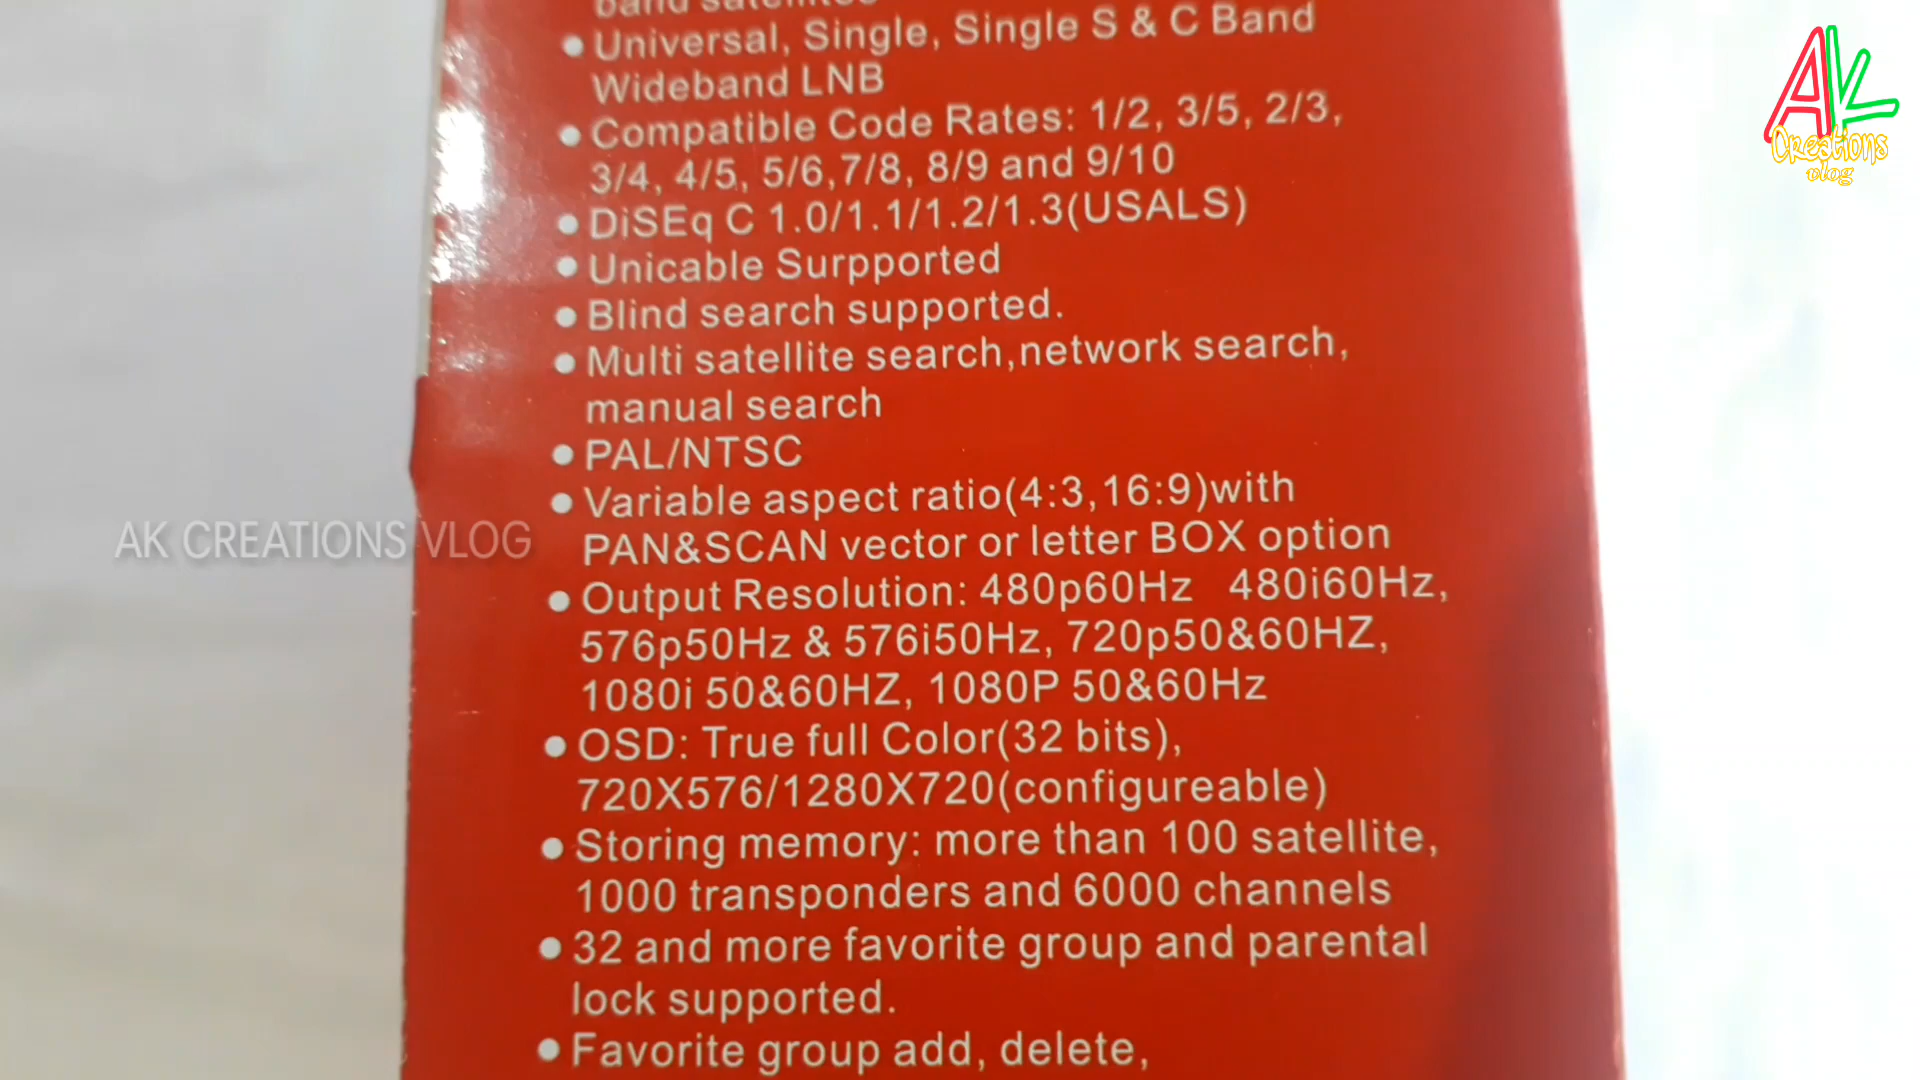 band satellites
● Universal, Single, Single S & C Band
Wideband LNB
● Compatible Code Rates: 1/2, 3/5, 2/3,
3/4, 4/5, 5/6,7/8, 8/9 and 9/10
● DiSEq C 1.0/1.1/1.2/1.3(USALS)
● Unicable Surpported
● Blind search supported.
● Multi satellite search,network search,
manual search
● PAL/NTSC
● Variable aspect ratio(4:3,16:9)with
PAN&SCAN vector or letter BOX option
● Output Resolution: 480p60Hz 480i60Hz,
576p50Hz & 576i50Hz, 720p50&60HZ,
1080i 50&60HZ, 1080P 50&60Hz
● OSD: True full Color(32 bits),
720X576/1280X720(configureable)
● Storing memory: more than 100 satellite,
1000 transponders and 6000 channels
● 32 and more favorite group and parental
lock supported.
● Favorite group add, delete,
AK CREATIONS VLOG
AK
Creations
vlog